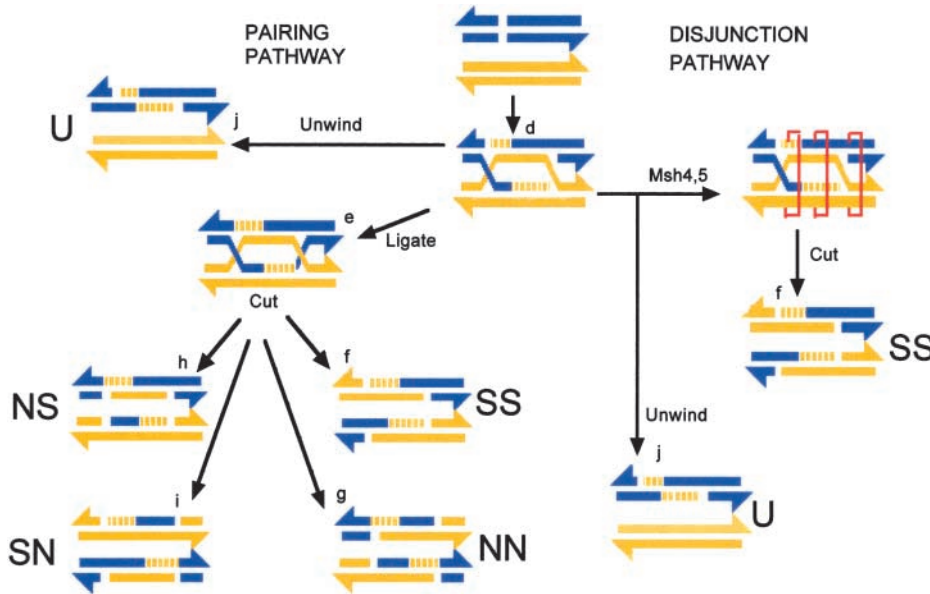 PAIRING
PATHWAY
DISJUNCTION
PATHWAY
U
j
Unwind
d
Msh4,5
e
Ligate
Cut
Cut
f
SS
h
NS
f
SS
Unwind
j
U
i
SN
g
NN